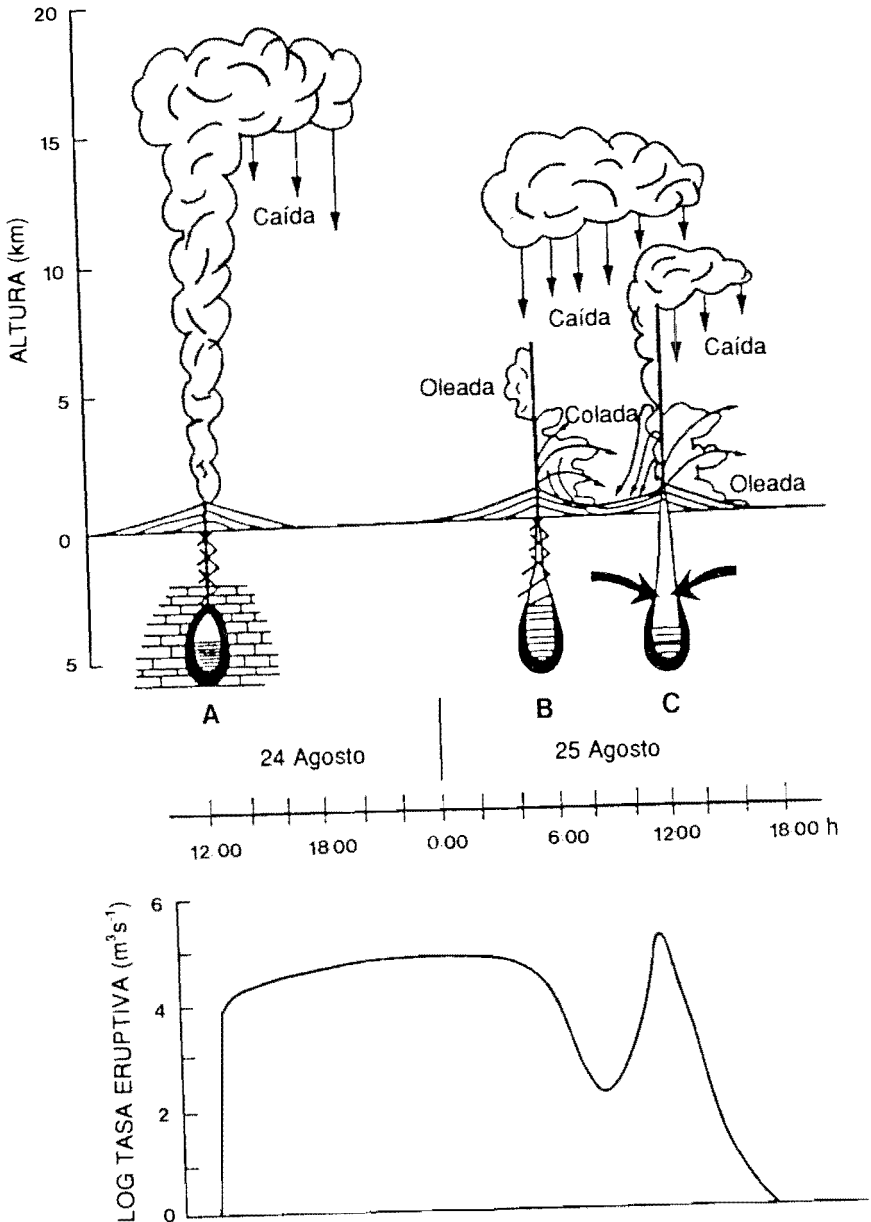 20
15
10
5
0
5
ALTURA (km)
Caída
Oleada
Caída
Colada
Caída
Oleada
A
B
C
24 Agosto
25 Agosto
12 00
18 00
0:00
6:00
12:00
18 00 h
LOG TASA ERUPTIVA (m³s⁻¹)
6
4
2
0